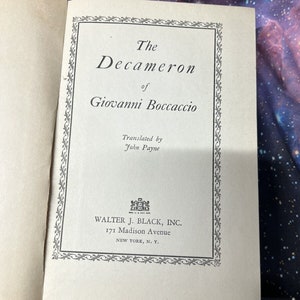 The
Decameron
of
Giovanni Boccaccio
Translated by
John Payne
WALTER J. BLACK, INC.
171 Madison Avenue
NEW YORK, N. Y.